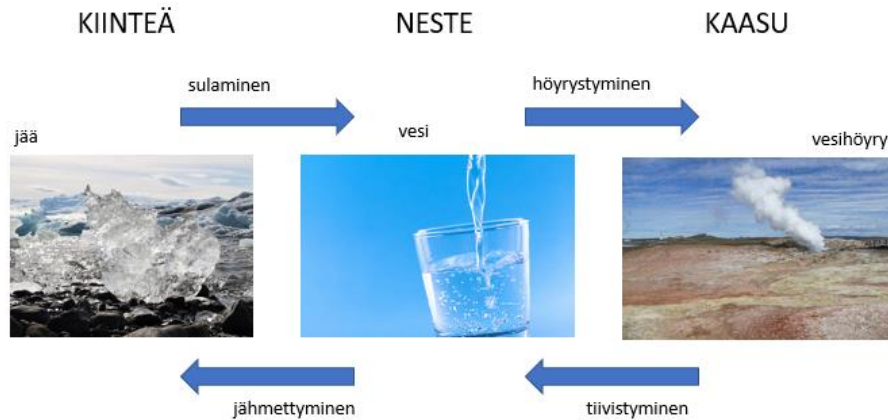 KIINTEÄ
NESTE
KAASU
sulaminen
höyrystyminen
jää
vesi
vesihöyry
jähmettyminen
tiivistyminen